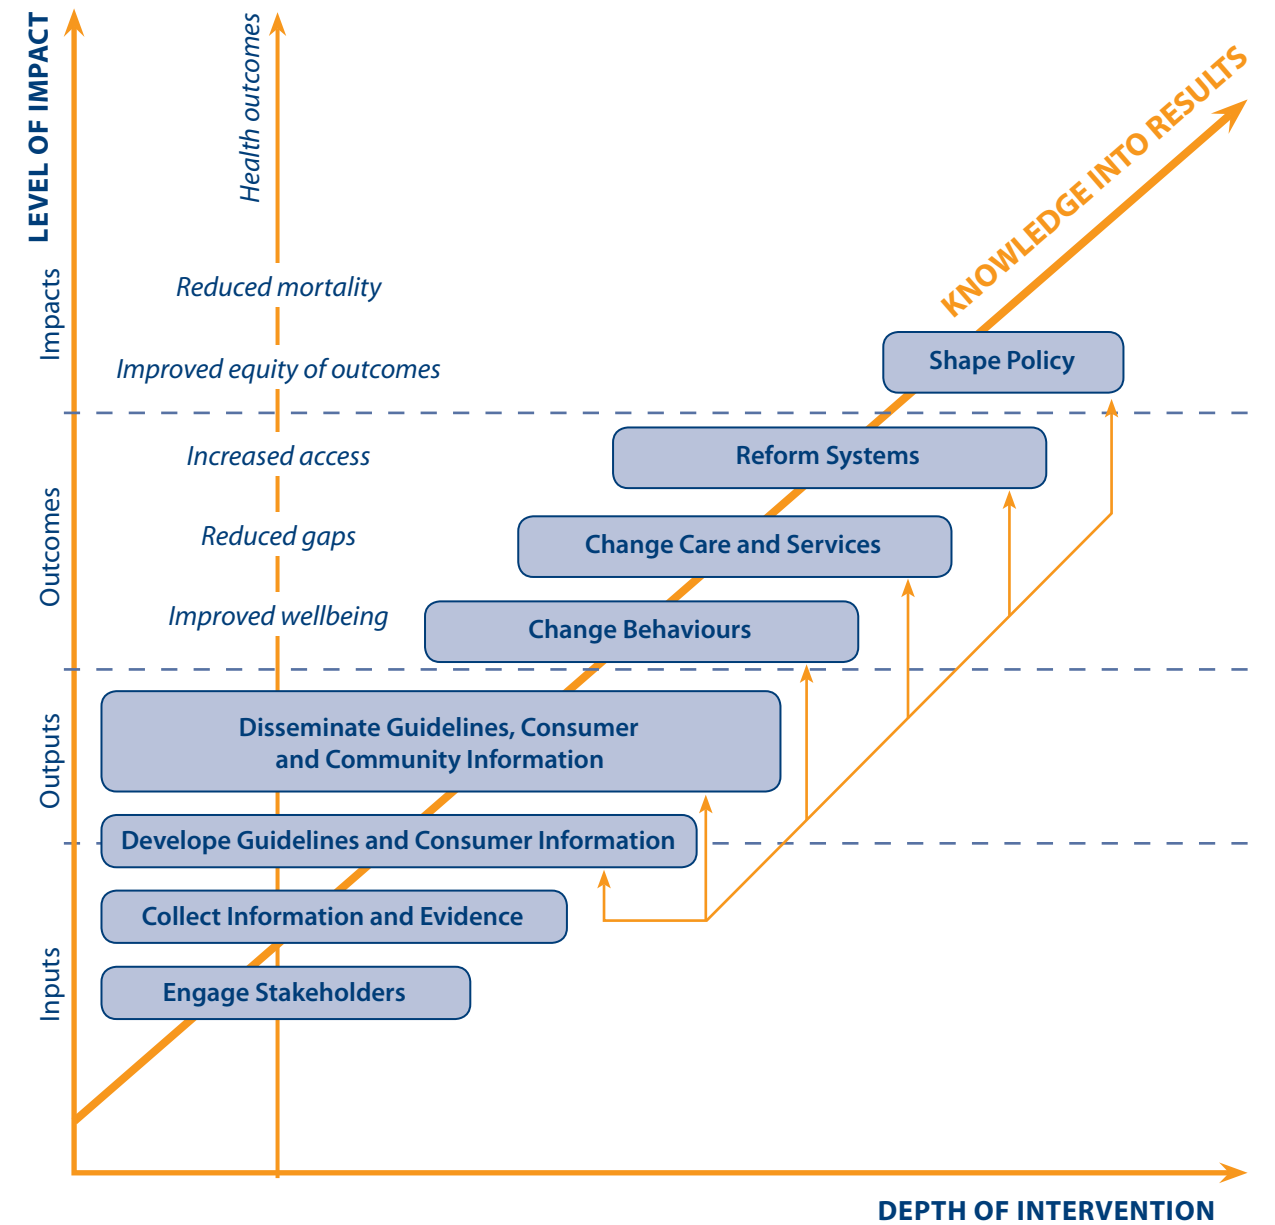 LEVEL OF IMPACT
Health outcomes
KNOWLEDGE INTO RESULTS
Impacts
Reduced mortality
Improved equity of outcomes
Shape Policy
Outcomes
Increased access
Reform Systems
Reduced gaps
Change Care and Services
Improved wellbeing
Change Behaviours
Outputs
Disseminate Guidelines, Consumer
and Community Information
Develope Guidelines and Consumer Information
Inputs
Collect Information and Evidence
Engage Stakeholders
DEPTH OF INTERVENTION